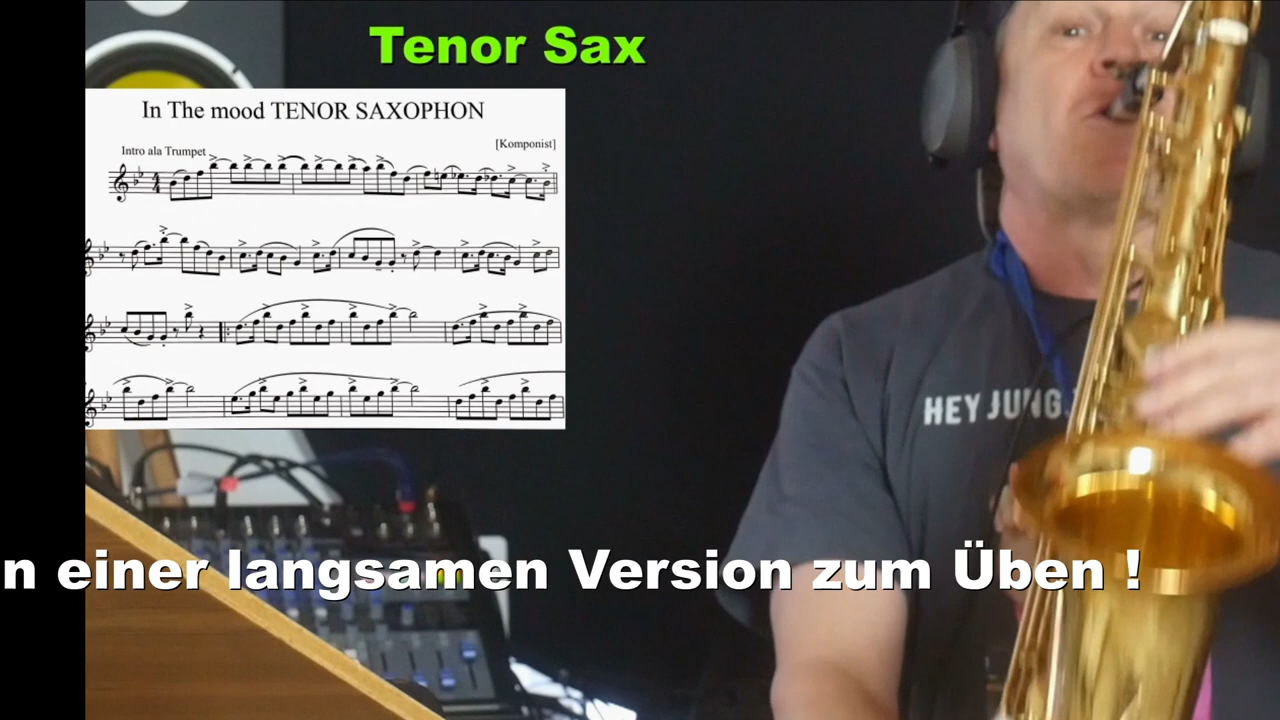 Tenor Sax
In The mood TENOR SAXOPHON
[Komponist]
Intro ala Trumpet
HEY JUNG
einer langsamen Version zum Üben !